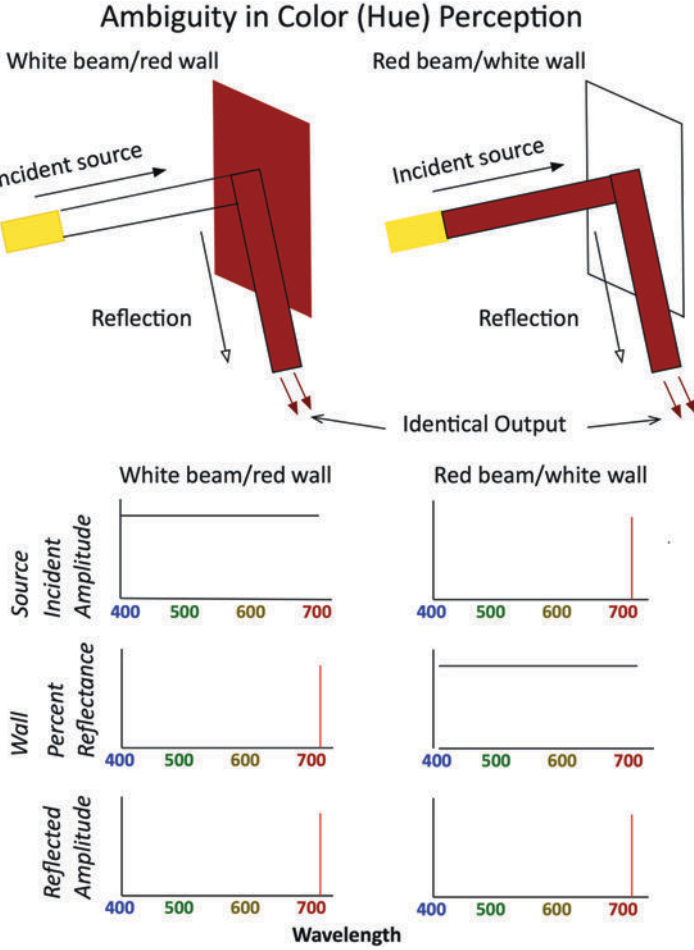 Ambiguity in Color (Hue) Perception
White beam/red wall
Red beam/white wall
Incident source
Incident source
Reflection
Reflection
Identical Output
White beam/red wall
Red beam/white wall
Source
Incident
Amplitude
400 500 600 700
400 500 600 700
Wall
Percent
Reflectance
400 500 600 700
400 500 600 700
Reflected
Amplitude
400 500 600 700
400 500 600 700
Wavelength